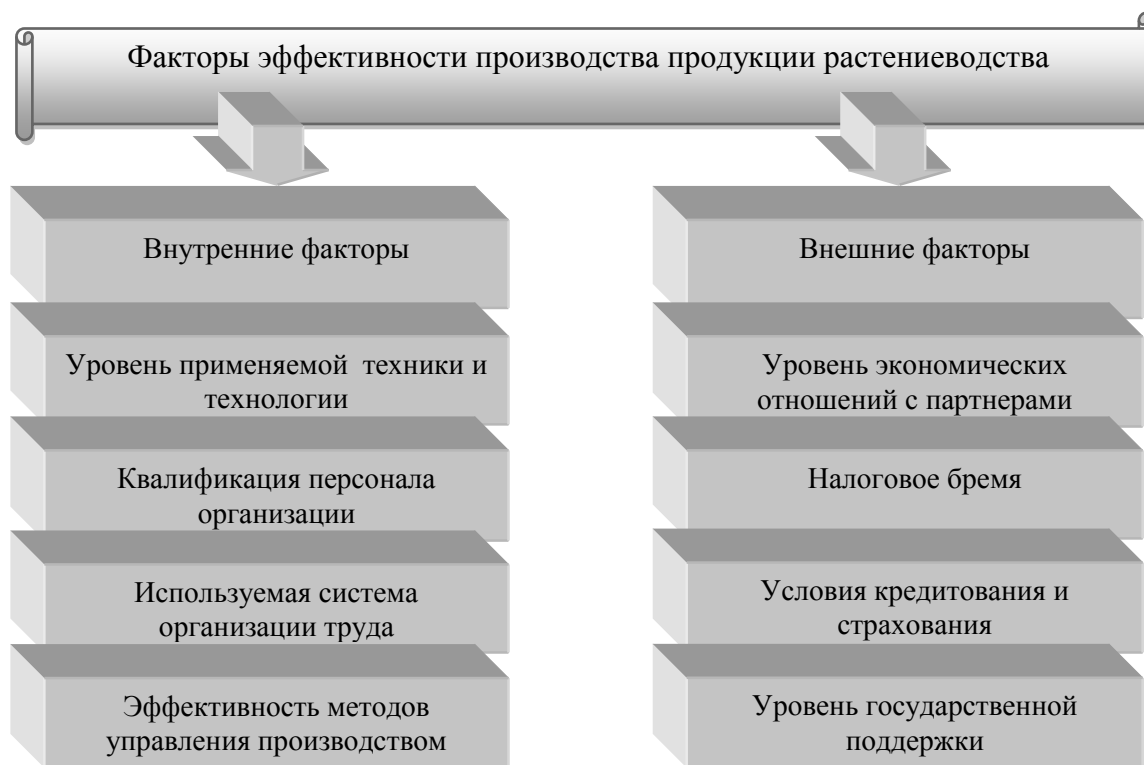 Факторы эффективности производства продукции растениеводства
Внутренние факторы
Уровень применяемой техники и
технологии
Квалификация персонала
организации
Используемая система
организации труда
Эффективность методов
управления производством
Внешние факторы
Уровень экономических
отношений с партнерами
Налоговое бремя
Условия кредитования и
страхования
Уровень государственной
поддержки